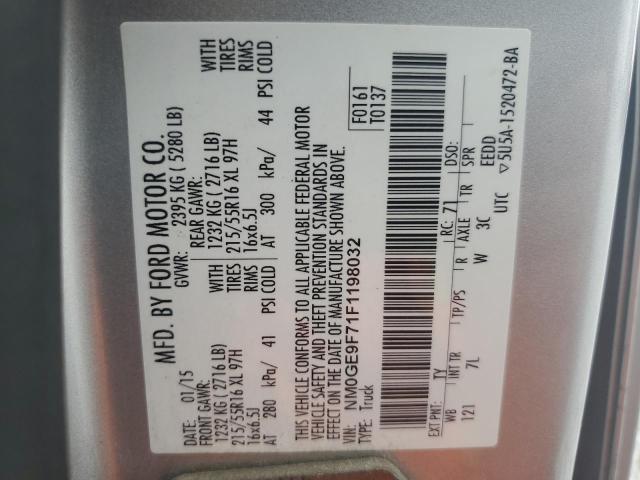 MFD. BY FORD MOTOR CO.
DATE: 01/15 GVWR: 2395 KG ( 5280 LB)
FRONT GAWR: REAR GAWR: WITH
1232 KG ( 2716 LB) 1232 KG ( 2716 LB) TIRES
215/55R16 XL 97H TIRES 215/55R16 XL 97H RIMS
16x6.5J RIMS 16x6.5J
AT 280 kPa/ 41 PSI COLD AT 300 kPa/ 44 PSI COLD
WITH
TIRES
RIMS
THIS VEHICLE CONFORMS TO ALL APPLICABLE FEDERAL MOTOR
VEHICLE SAFETY AND THEFT PREVENTION STANDARDS IN
EFFECT ON THE DATE OF MANUFACTURE SHOWN ABOVE.
VIN: NM0GE9F71F1198032
TYPE: Truck
F0161
T0137
EXT PNT: TY RC: 71 DSO:
WB INT TR TP/PS R AXLE TR SPR
121 7L W 3C EEDD
UTC ▽5U5A-1520472-BA